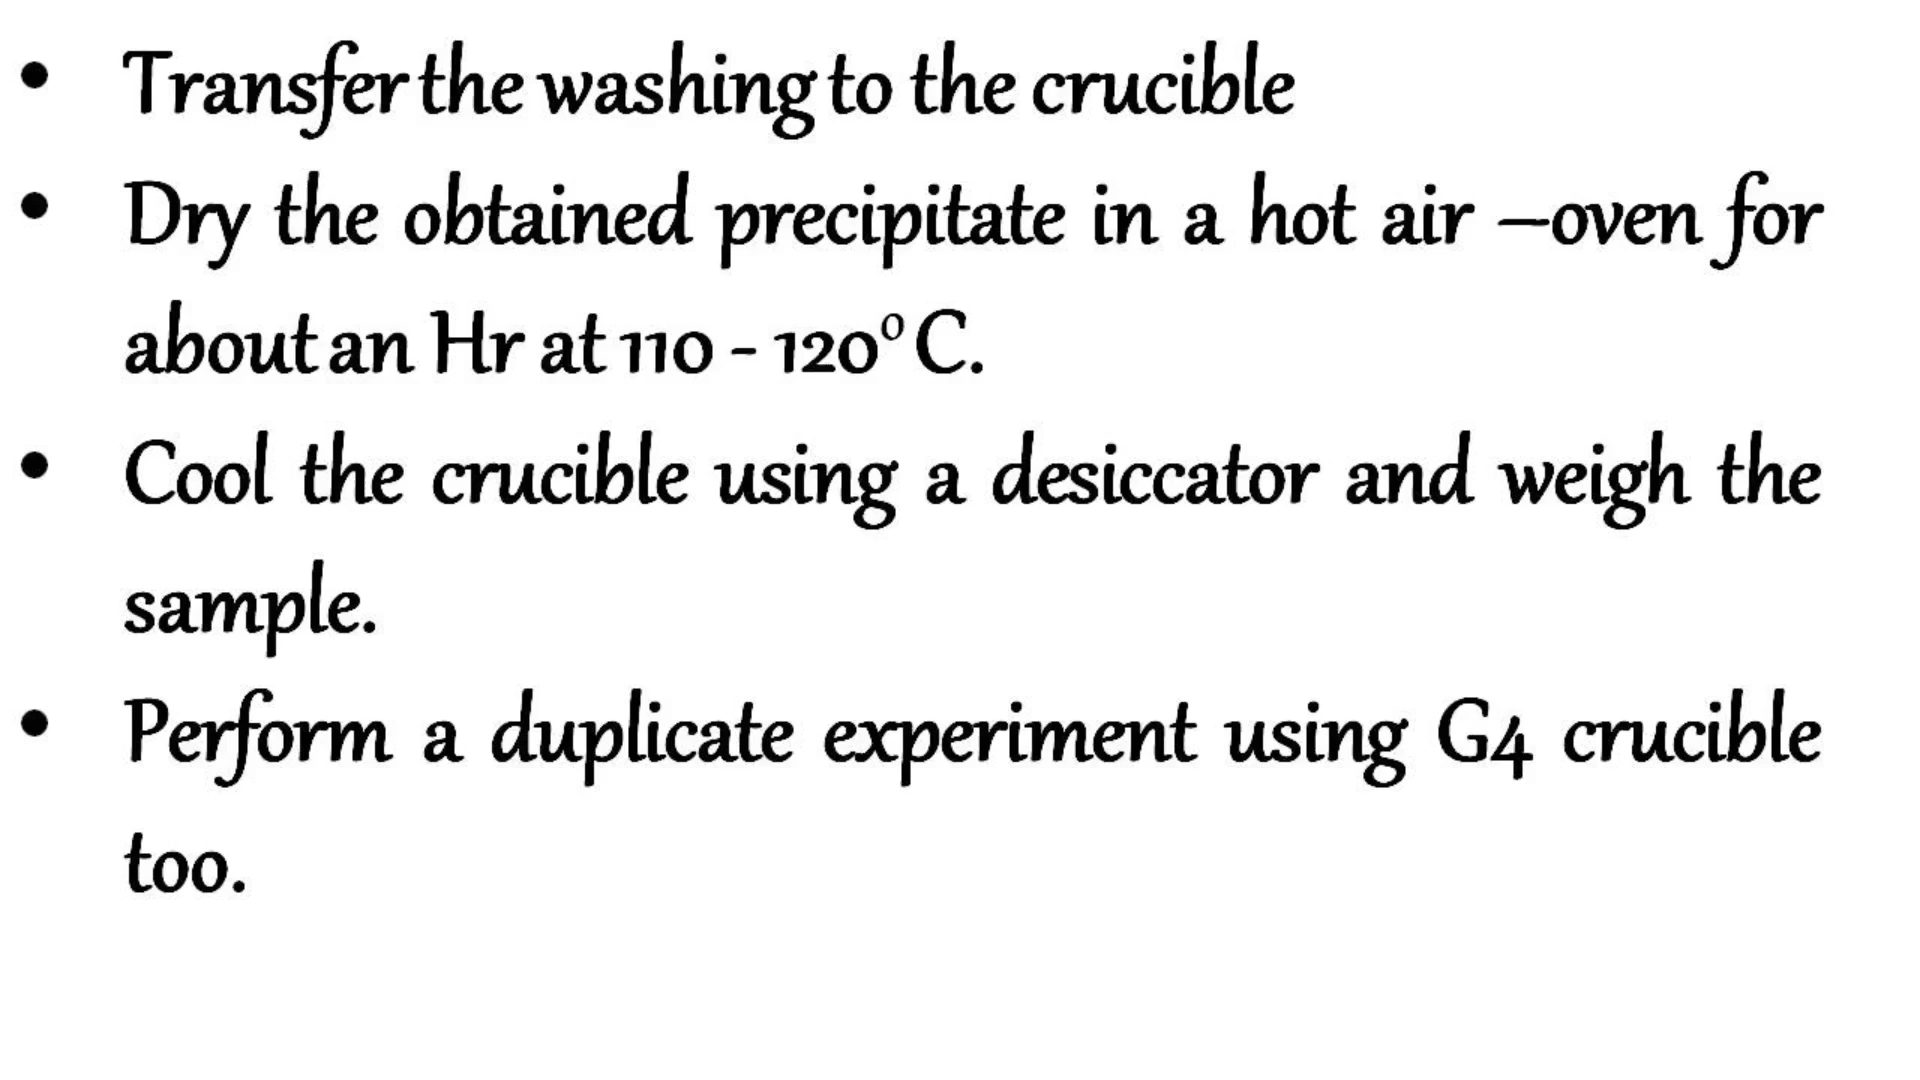 • Transfer the washing to the crucible
• Dry the obtained precipitate in a hot air –oven for
about an Hr at 110 - 120⁰ C.
• Cool the crucible using a desiccator and weigh the
sample.
• Perform a duplicate experiment using G4 crucible
too.